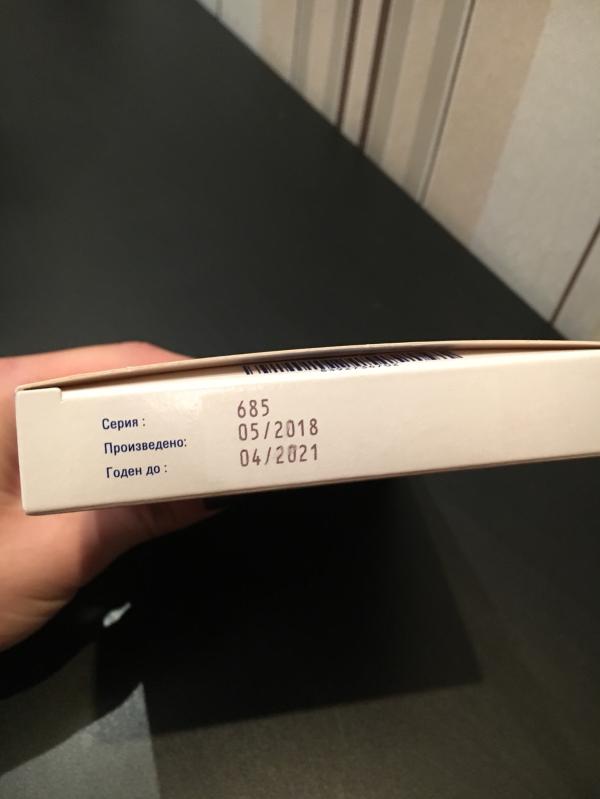 Серия : 685
Произведено: 05/2018
Годен до : 04/2021